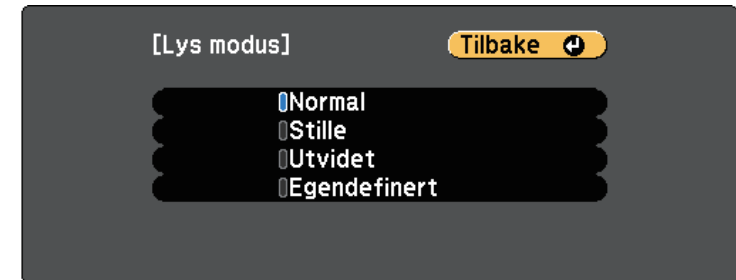 [Lys modus] Tilbake
Normal
Stille
Utvidet
Egendefinert